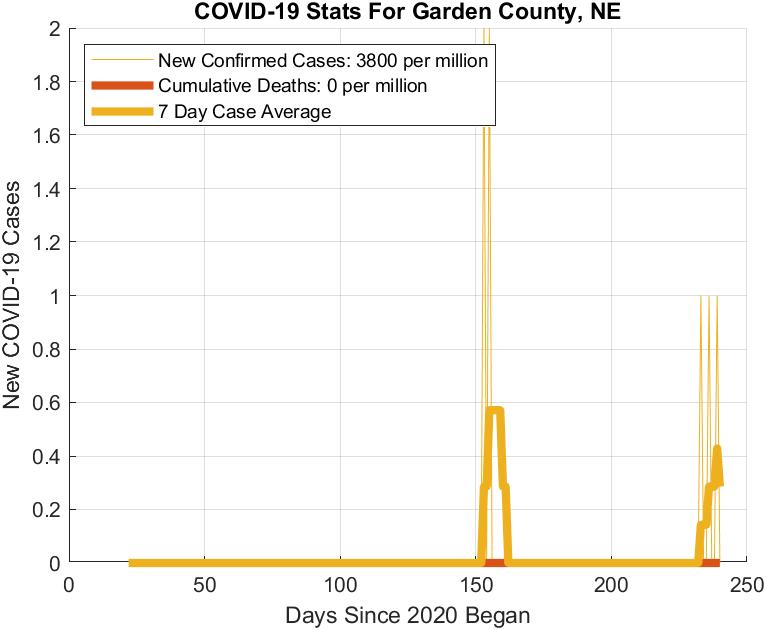 COVID-19 Stats For Garden County, NE
2
1.8
1.6
1.4
1.2
1
0.8
0.6
0.4
0.2
0
New COVID-19 Cases
New Confirmed Cases: 3800 per million
Cumulative Deaths: 0 per million
7 Day Case Average
0 50 100 150 200 250
Days Since 2020 Began